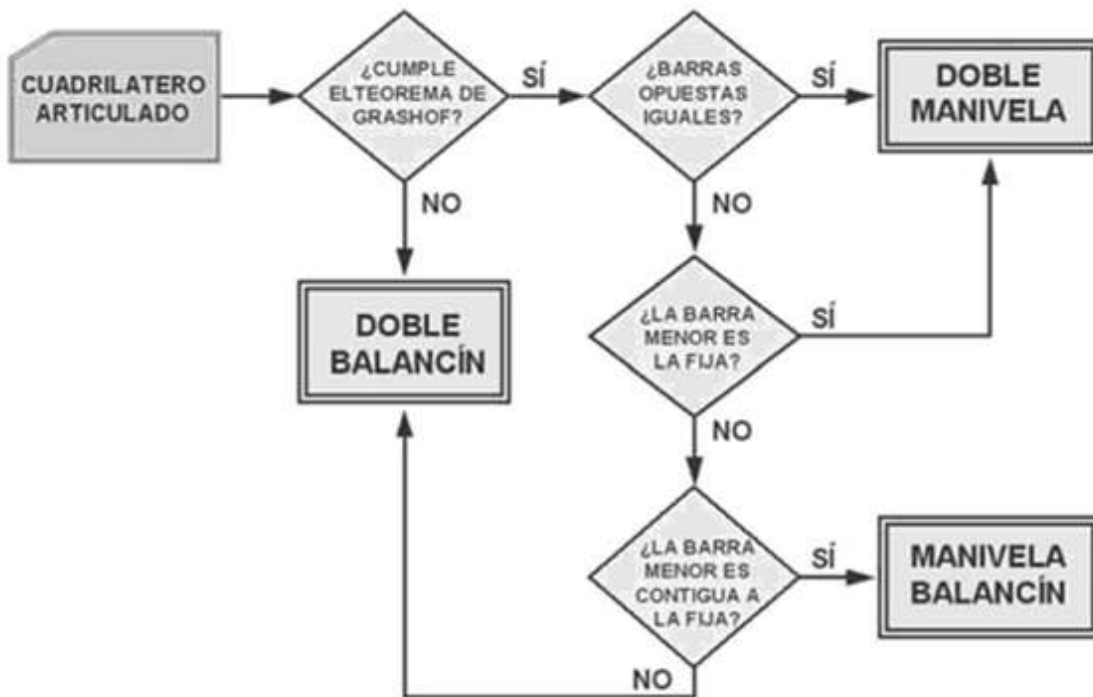 CUADRILATERO
ARTICULADO
¿CUMPLE
ELTEOREMA DE
GRASHOF?
SÍ
¿BARRAS
OPUESTAS
IGUALES?
SÍ
DOBLE
MANIVELA
NO
NO
DOBLE
BALANCÍN
¿LA BARRA
MENOR ES
LA FIJA?
SÍ
NO
¿LA BARRA
MENOR ES
CONTIGUA A
LA FIJA?
SÍ
MANIVELA
BALANCÍN
NO